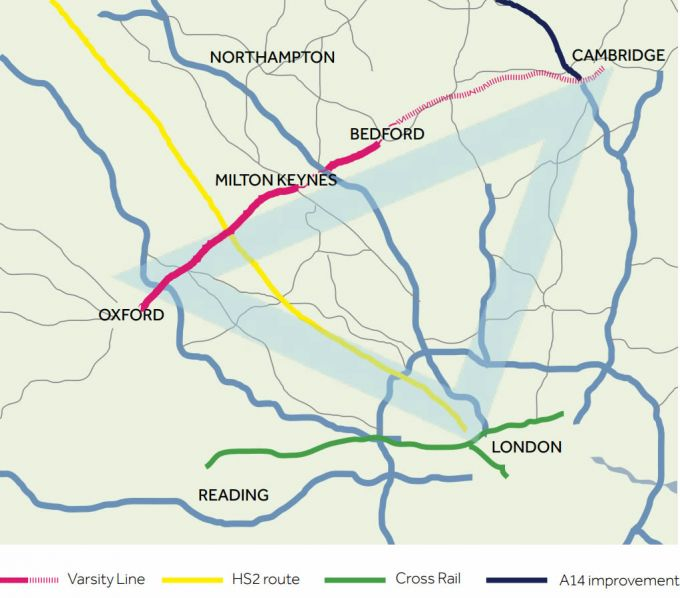 NORTHAMPTON
CAMBRIDGE
BEDFORD
MILTON KEYNES
OXFORD
LONDON
READING
Varsity Line
HS2 route
Cross Rail
A14 improvement